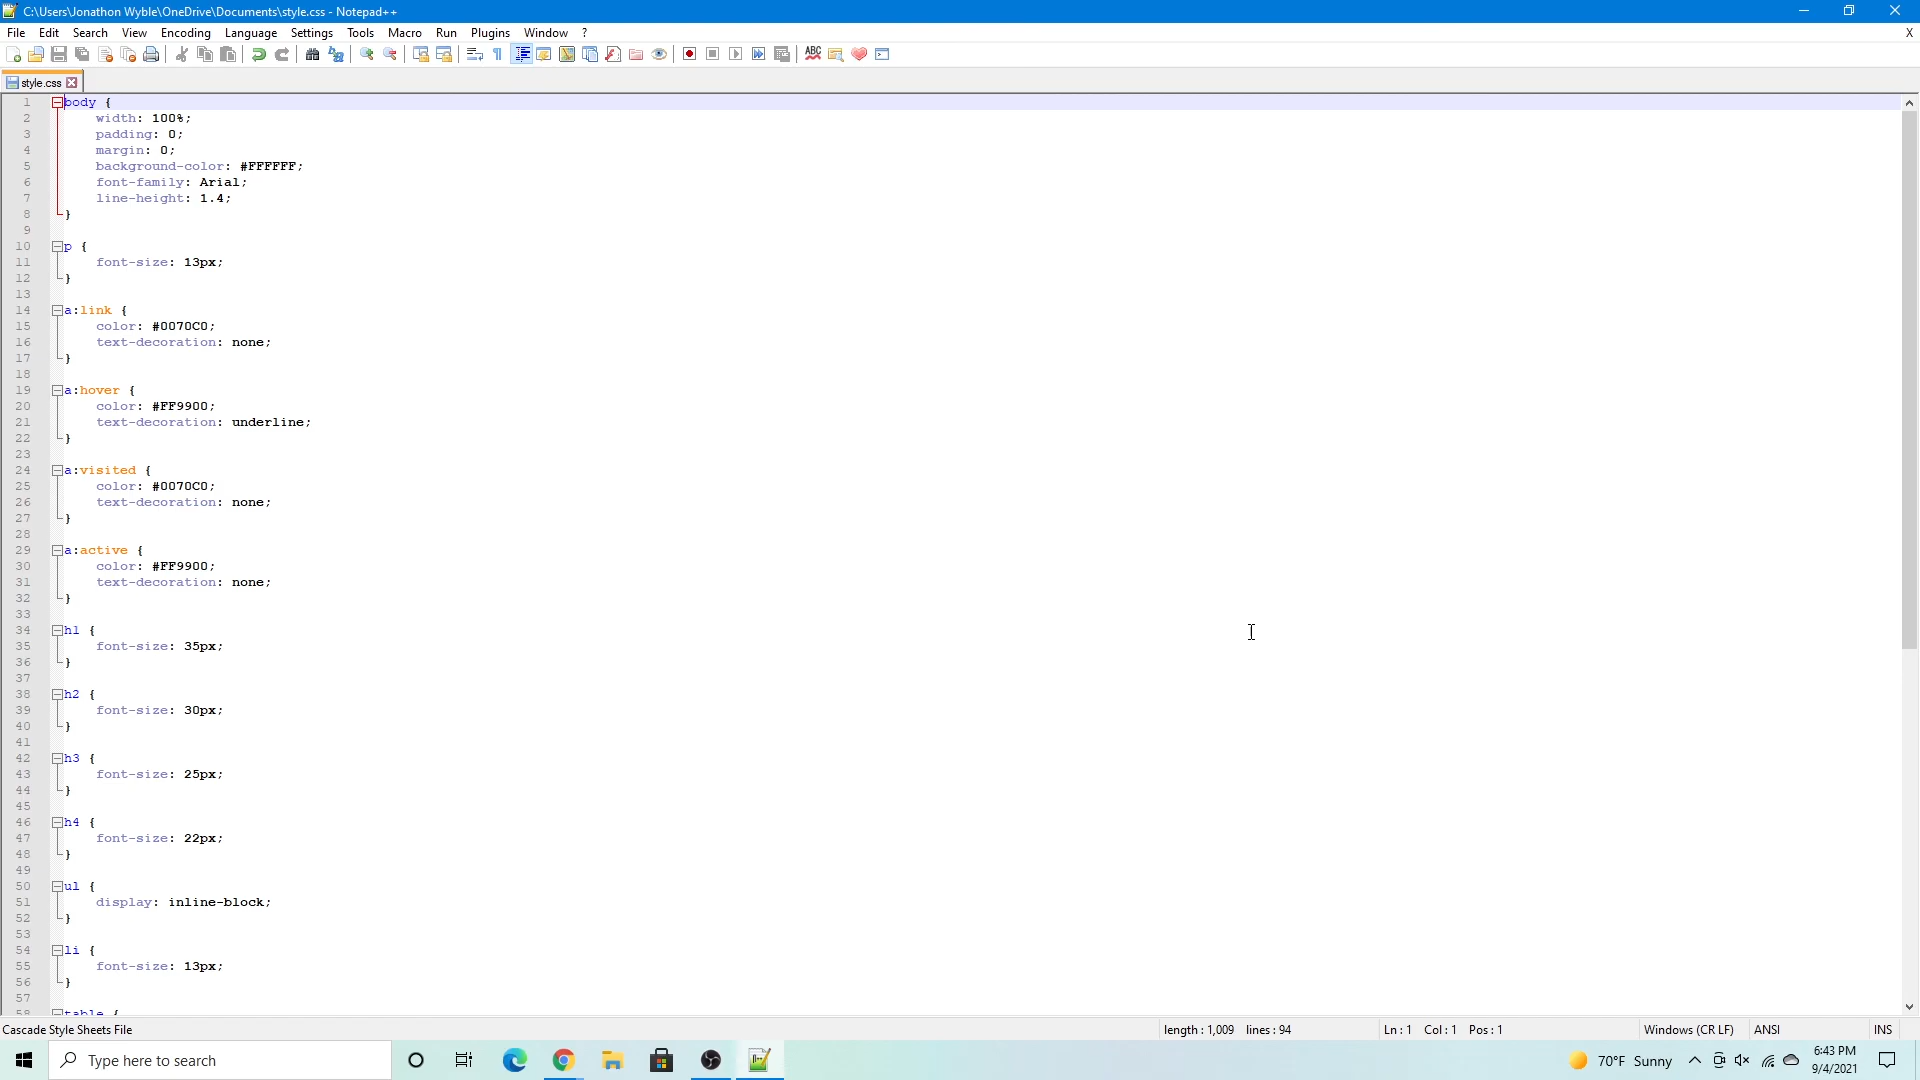 C:\Users\Jonathon Wyble\OneDrive\Documents\style.css - Notepad++
File Edit Search View Encoding Language Settings Tools Macro Run Plugins Window ? X
ABC
style.css
1 body {
2 width: 100%;
3 padding: 0;
4 margin: 0;
5 background-color: #FFFFFF;
6 font-family: Arial;
7 line-height: 1.4;
8 }
9
10 p {
11 font-size: 13px;
12 }
13
14 a:link {
15 color: #0070C0;
16 text-decoration: none;
17 }
18
19 a:hover {
20 color: #FF9900;
21 text-decoration: underline;
22 }
23
24 a:visited {
25 color: #0070C0;
26 text-decoration: none;
27 }
28
29 a:active {
30 color: #FF9900;
31 text-decoration: none;
32 }
33
34 h1 {
35 font-size: 35px;
36 }
37
38 h2 {
39 font-size: 30px;
40 }
41
42 h3 {
43 font-size: 25px;
44 }
45
46 h4 {
47 font-size: 22px;
48 }
49
50 ul {
51 display: inline-block;
52 }
53
54 li {
55 font-size: 13px;
56 }
57
58 table {
Cascade Style Sheets File length : 1,009 lines : 94 Ln : 1 Col : 1 Pos : 1 Windows (CR LF) ANSI INS
Type here to search 70°F Sunny 6:43 PM
9/4/2021